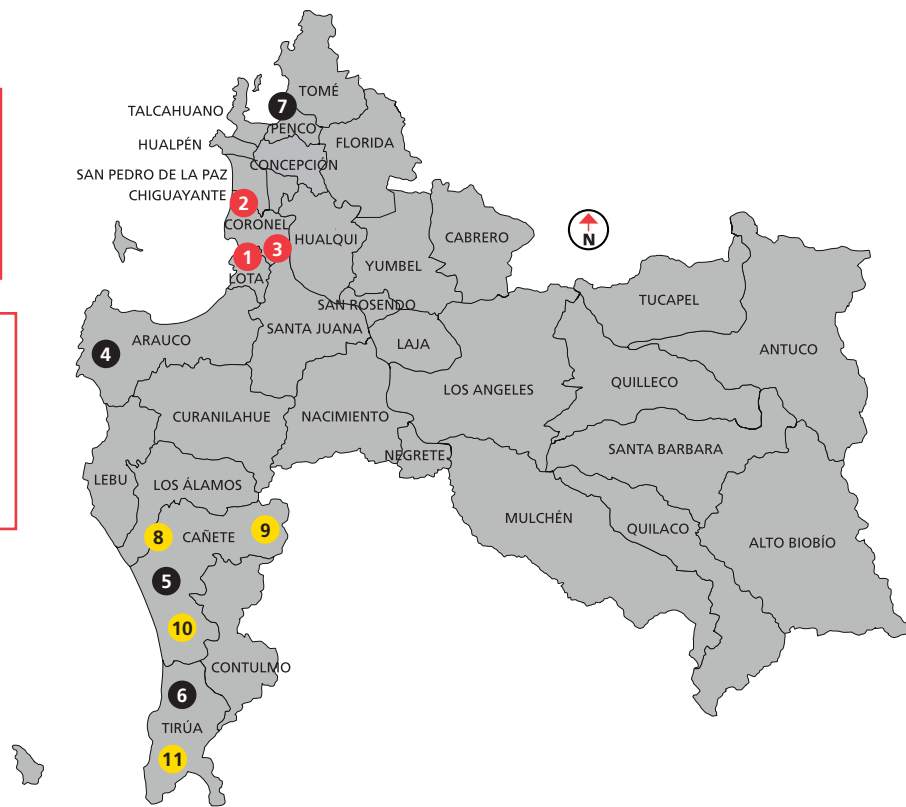 TOMÉ
7
TALCAHUANO
PENCO
HUALPÉN
FLORIDA
CONCEPCIÓN
SAN PEDRO DE LA PAZ
CHIGUAYANTE
2
CORONEL
HUALQUI
CABRERO
N
1
3
LOTA
YUMBEL
TUCAPEL
SAN ROSENDO
SANTA JUANA
ARAUCO
LAJA
ANTUCO
4
QUILLECO
LOS ANGELES
CURANILAHUE
NACIMIENTO
SANTA BARBARA
NEGRETE
LEBU
LOS ÁLAMOS
MULCHÉN
QUILACO
8
CAÑETE
9
ALTO BIOBÍO
5
10
CONTULMO
6
TIRÚA
11